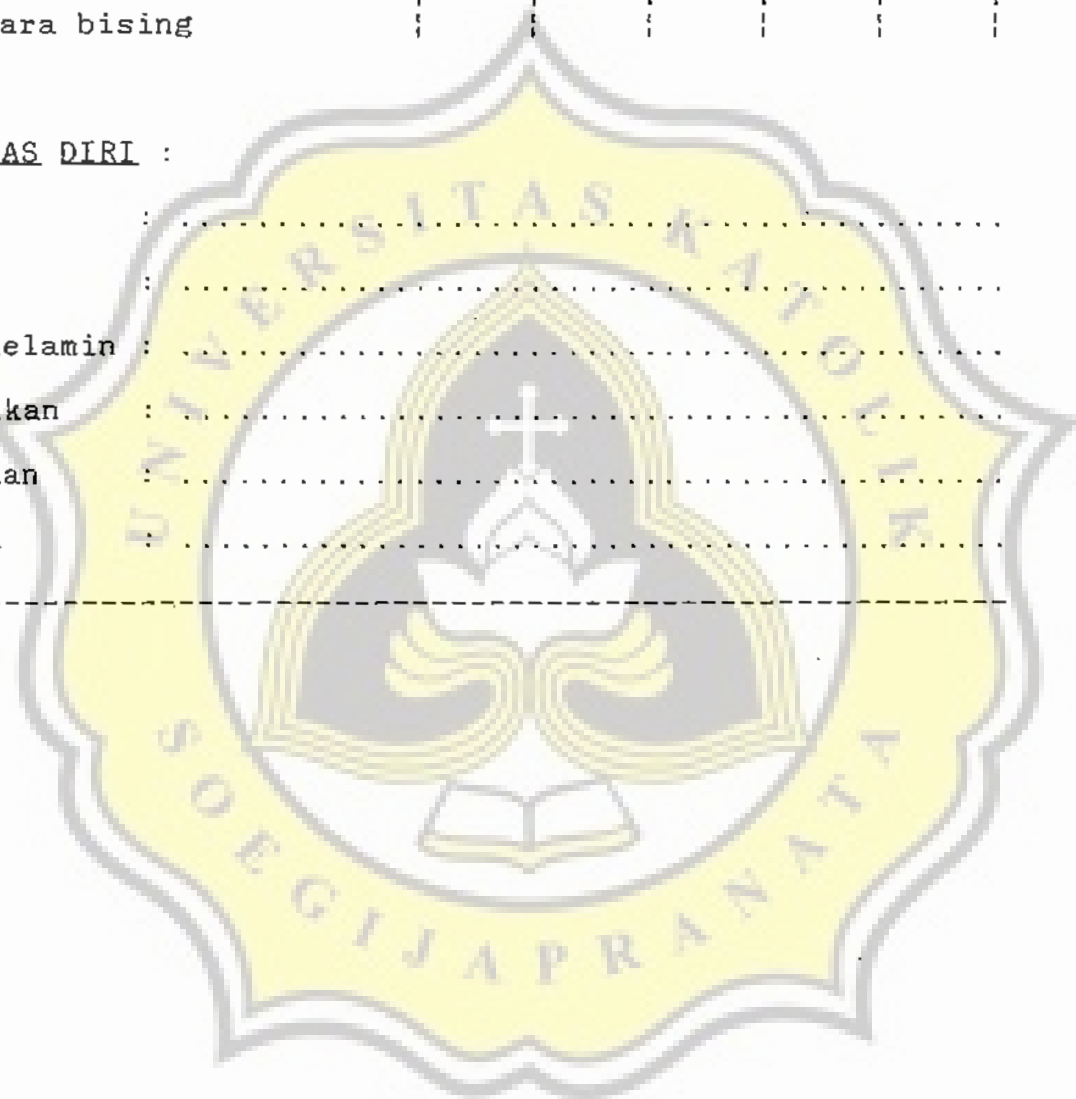 ara bising
AS DIRI :
: ..........................................
: ..........................................
elamin : ..........................................
kan : ..........................................
an : ..........................................
: ..........................................
UNIVERSITAS KATOLIK
SOEGIJAPRANATA